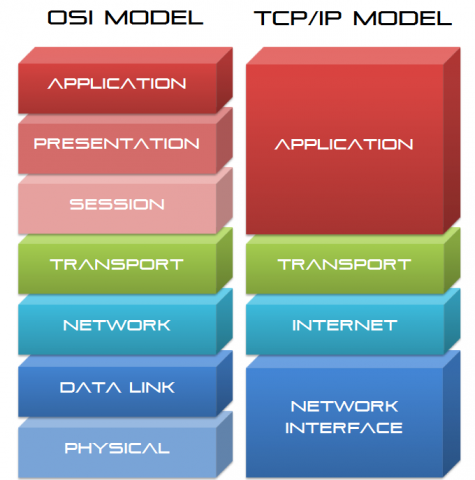 OSI MODEL
TCP/IP MODEL
APPLICATION
PRESENTATION
SESSION
TRANSPORT
NETWORK
DATA LINK
PHYSICAL
APPLICATION
TRANSPORT
INTERNET
NETWORK
INTERFACE